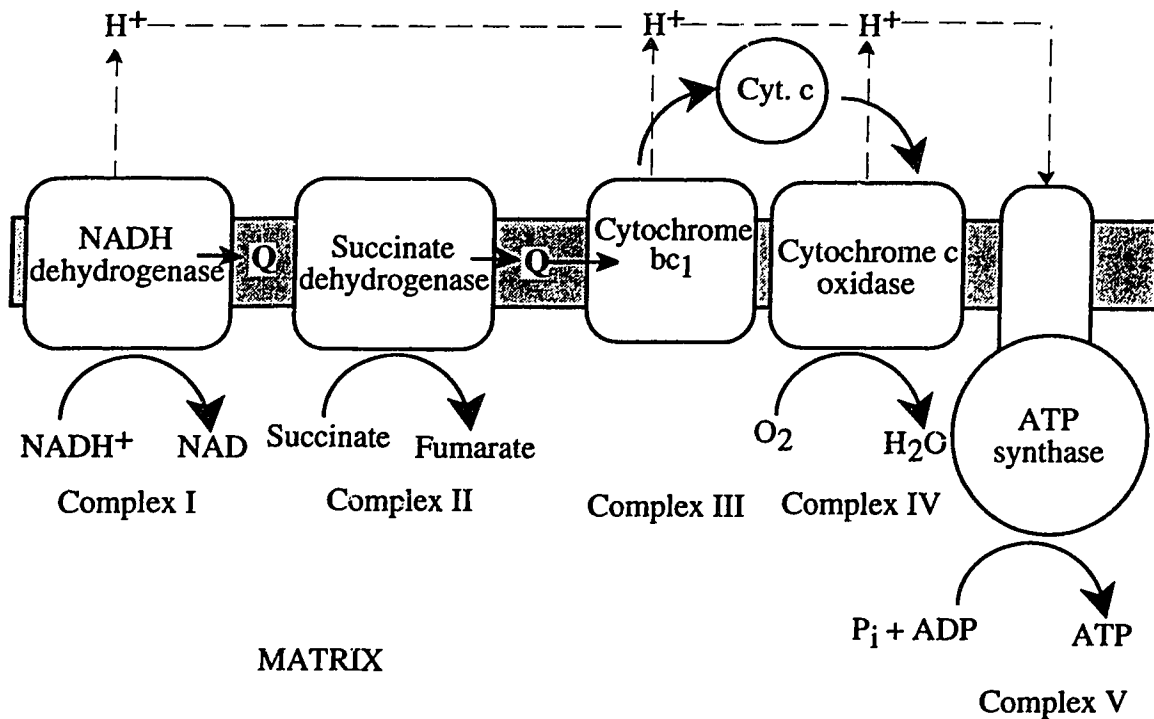 H+
H+
H+
Cyt. c
NADH
dehydrogenase
Q
Succinate
dehydrogenase
Q
Cytochrome
bc1
Cytochrome c
oxidase
NADH+
NAD
Succinate
Fumarate
O2
H2O
ATP
synthase
Complex I
Complex II
Complex III
Complex IV
Pi + ADP
ATP
MATRIX
Complex V